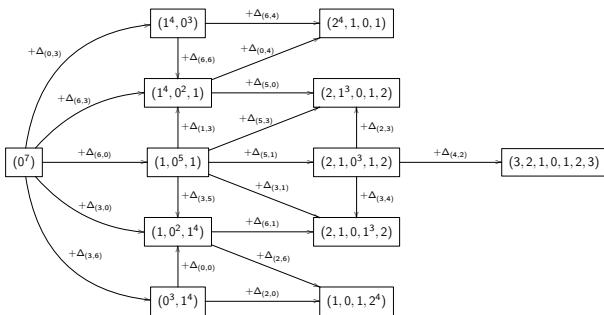 (1⁴, 0³) +Δ₍₆,₄₎ (2⁴, 1, 0, 1)
+Δ₍₀,₃₎ +Δ₍₆,₆₎ +Δ₍₀,₄₎
+Δ₍₆,₃₎ (1⁴, 0², 1) +Δ₍₅,₀₎ (2, 1³, 0, 1, 2)
+Δ₍₁,₃₎ +Δ₍₅,₃₎ +Δ₍₂,₃₎
(0⁷) +Δ₍₆,₀₎ (1, 0⁵, 1) +Δ₍₅,₁₎ (2, 1, 0³, 1, 2) +Δ₍₄,₂₎ (3, 2, 1, 0, 1, 2, 3)
+Δ₍₃,₀₎ +Δ₍₃,₅₎ +Δ₍₃,₁₎ +Δ₍₃,₄₎
(1, 0², 1⁴) +Δ₍₆,₁₎ (2, 1, 0, 1³, 2)
+Δ₍₃,₆₎ +Δ₍₀,₀₎ +Δ₍₂,₆₎
(0³, 1⁴) +Δ₍₂,₀₎ (1, 0, 1, 2⁴)